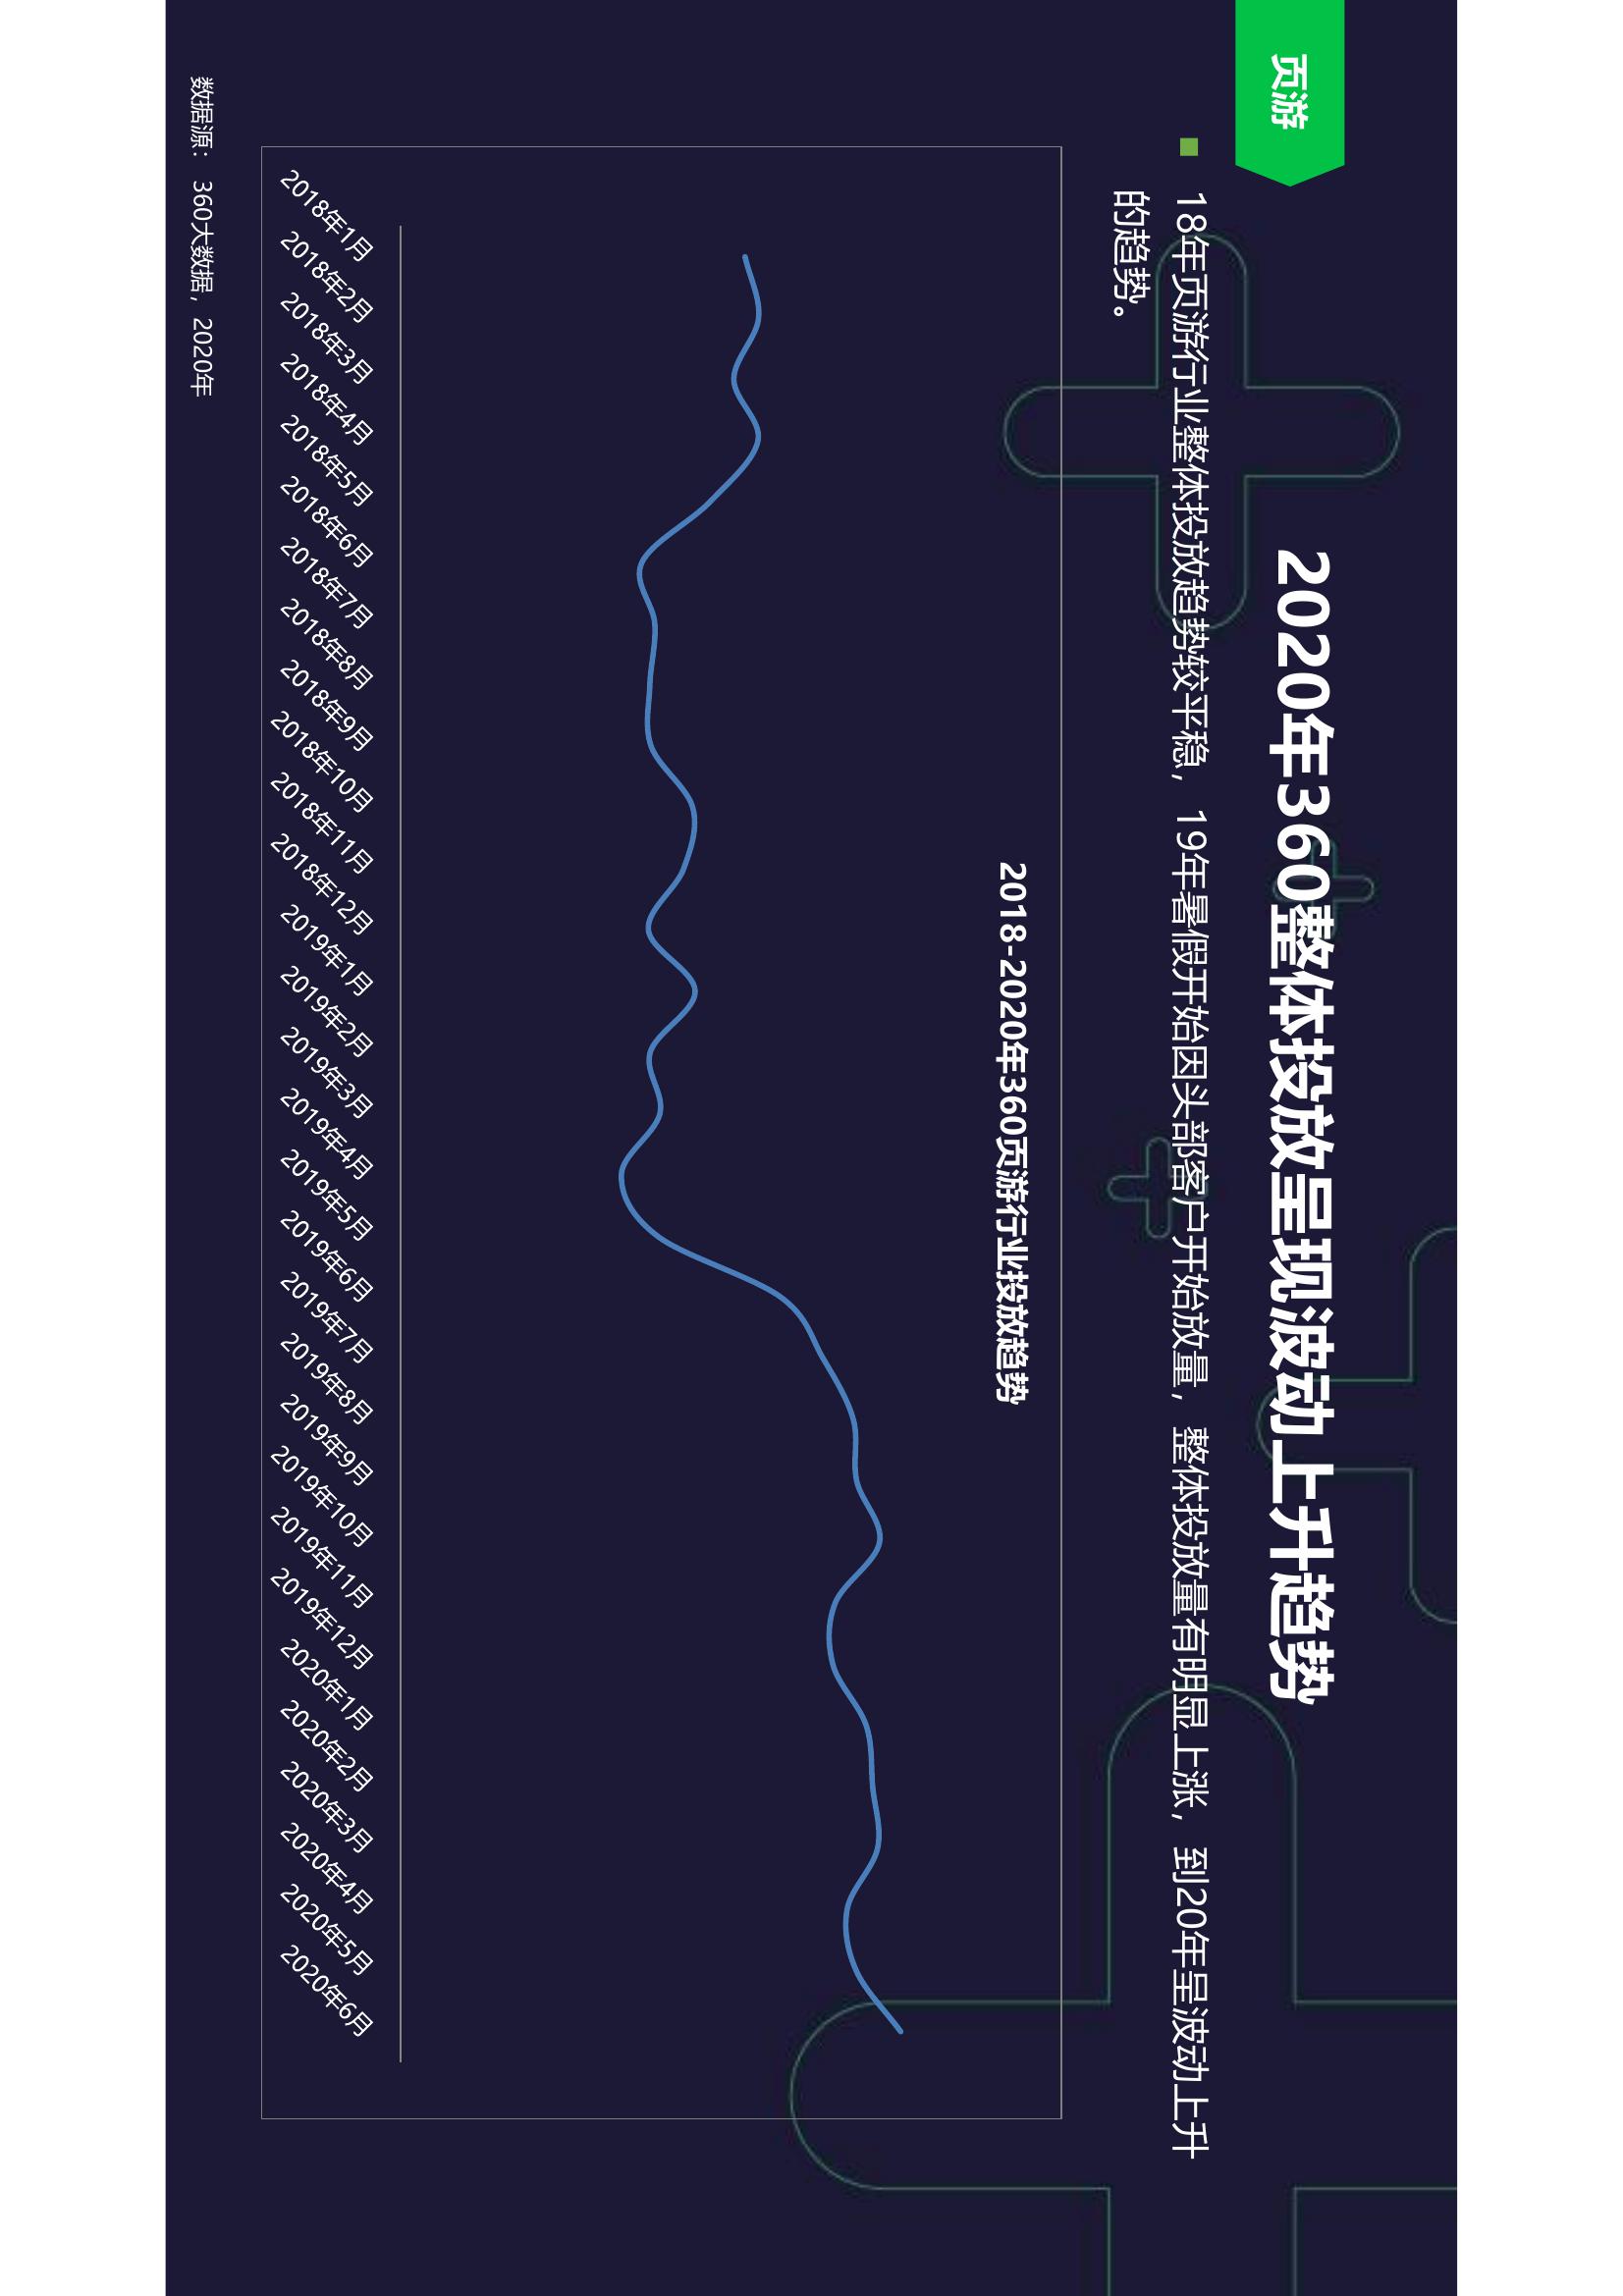 页游
2020年360整体投放呈现波动上升趋势
18年页游行业整体投放趋势较平稳，19年暑假开始因头部客户开始放量，整体投放量有明显上涨，到20年呈波动上升
的趋势。
2018-2020年360页游行业投放趋势
2018年1月
2018年2月
2018年3月
2018年4月
2018年5月
2018年6月
2018年7月
2018年8月
2018年9月
2018年10月
2018年11月
2018年12月
2019年1月
2019年2月
2019年3月
2019年4月
2019年5月
2019年6月
2019年7月
2019年8月
2019年9月
2019年10月
2019年11月
2019年12月
2020年1月
2020年2月
2020年3月
2020年4月
2020年5月
2020年6月
数据源：360大数据，2020年